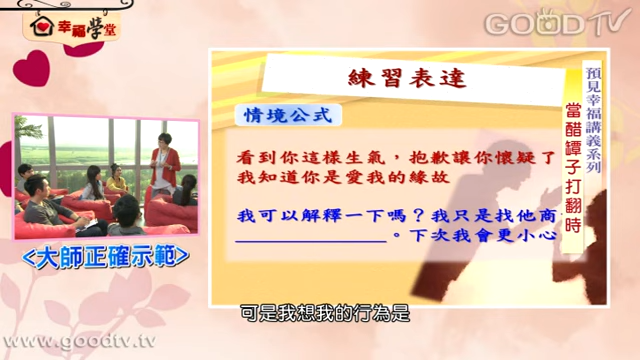 幸福學堂
GOODTV
練習表達
預見幸福講義系列
當醋罈子打翻時
情境公式
看到你這樣生氣，抱歉讓你懷疑了
我知道你是愛我的緣故
我可以解釋一下嗎？我只是找他商
＿＿＿＿＿＿＿＿。下次我會更小心
<大師正確示範>
可是我想我的行為是
www.goodtv.tv